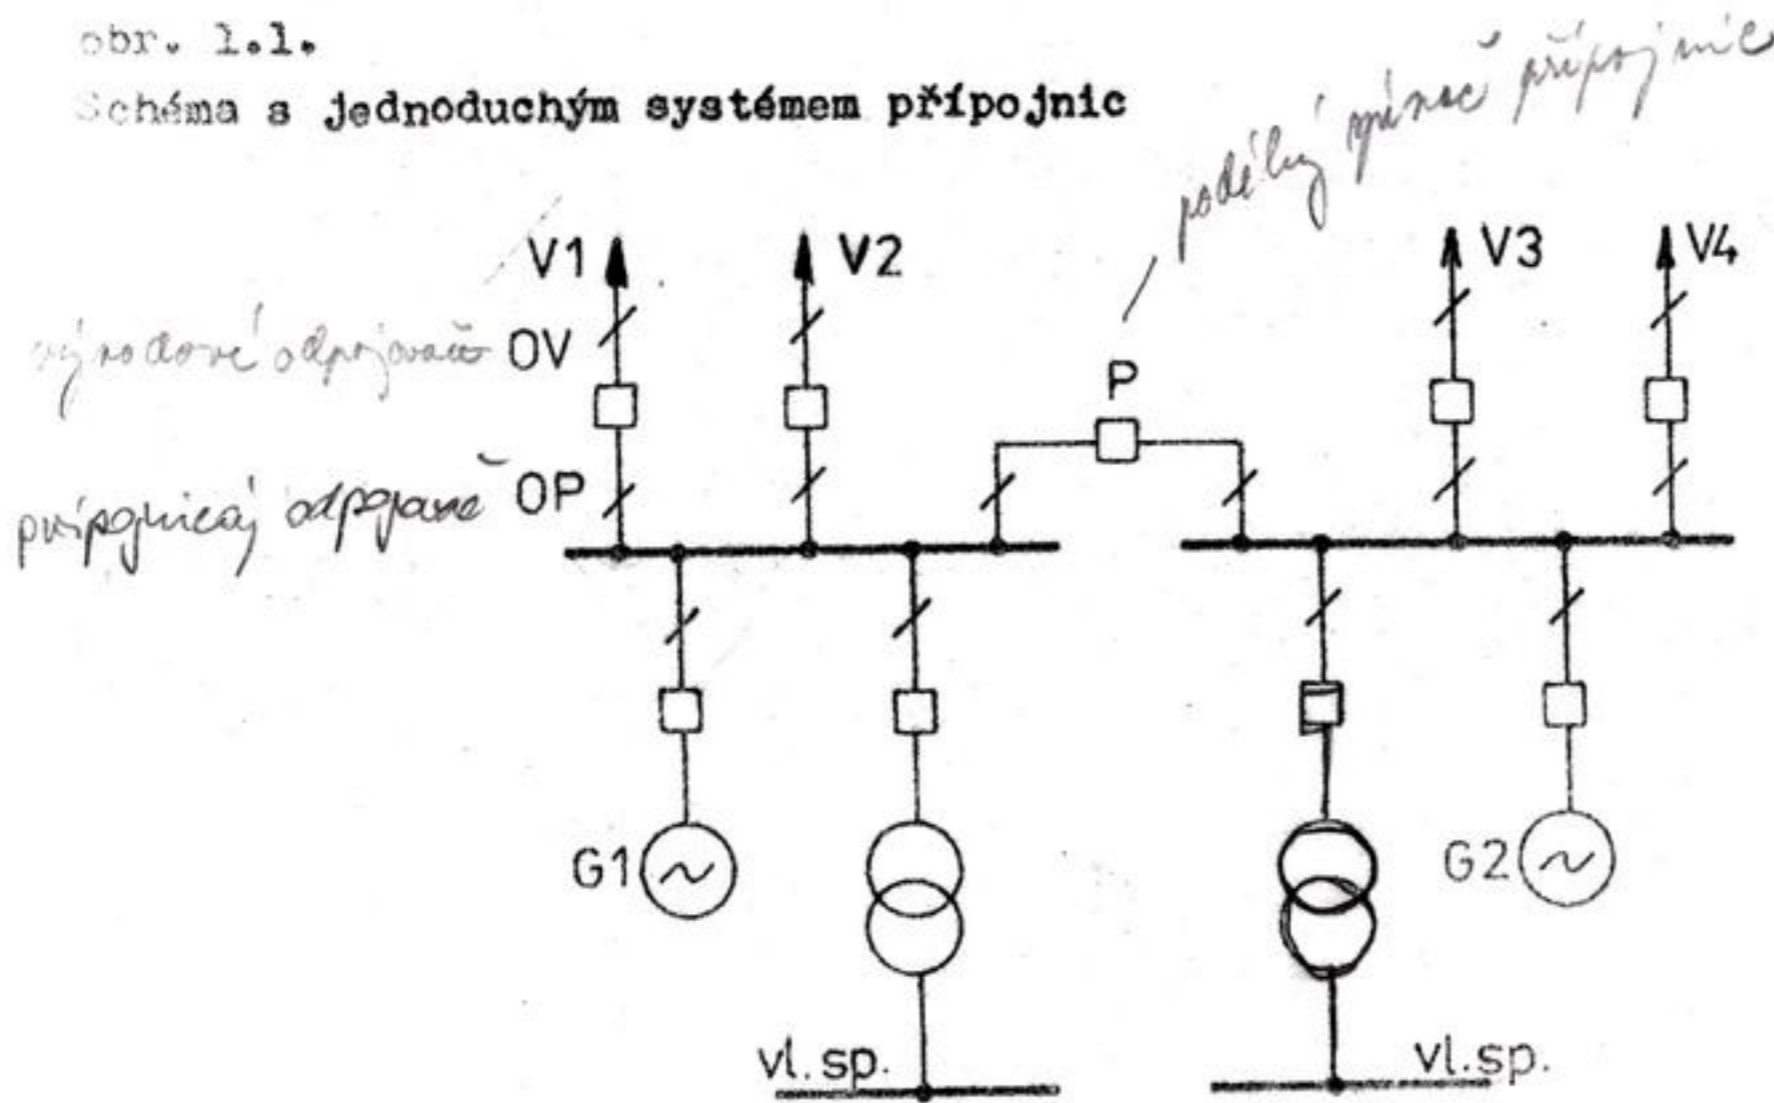 obr. 1.1.
Schéma s jednoduchým systémem přípojnic
podélný spínač přípojnic
V1
V2
V3
V4
výrodové odpojovač OV
P
přípojnicový odpojovač OP
G1
G2
vl.sp.
vl.sp.